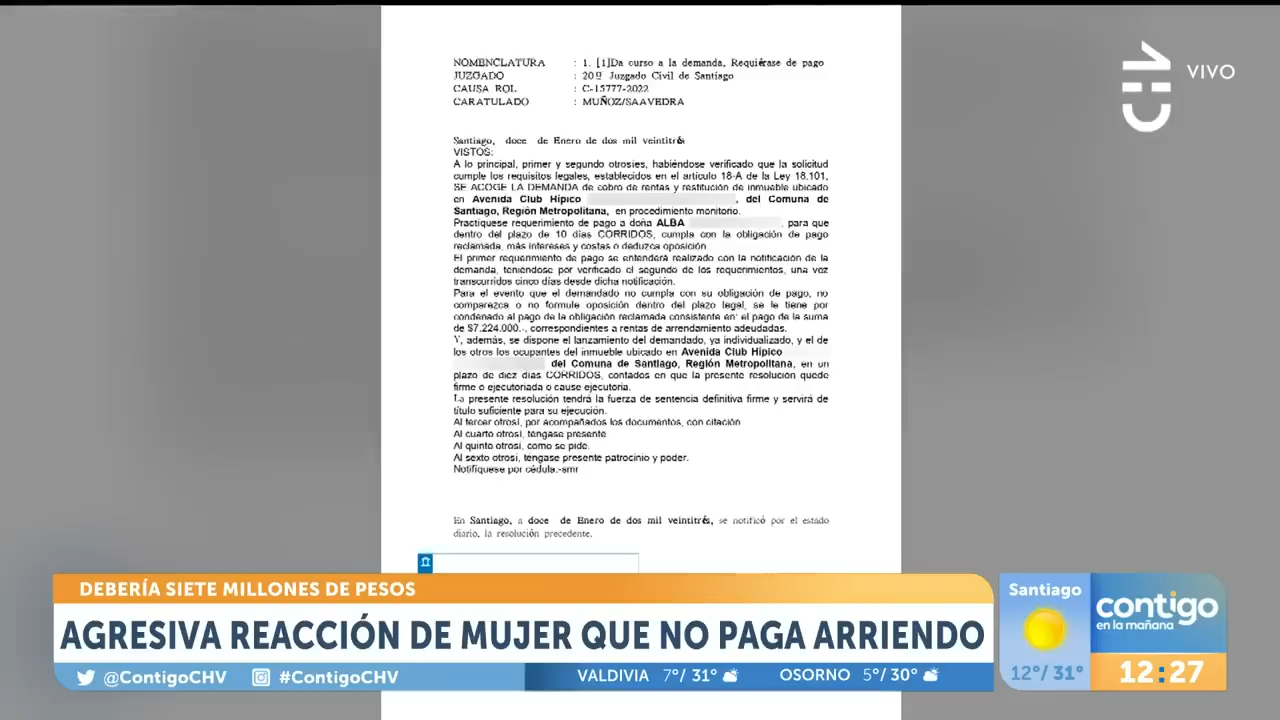 NOMENCLATURA : 1. [1]Da curso a la demanda, Requiérase de pago
JUZGADO : 20º Juzgado Civil de Santiago
CAUSA ROL : C-15777-2022
CARATULADO : MUÑOZ/SAAVEDRA
Santiago, doce de Enero de dos mil veintitrés
VISTOS:
A lo principal, primer y segundo otrosíes, habiéndose verificado que la solicitud
cumple los requisitos legales, establecidos en el artículo 18-A de la Ley 18.101,
SE ACOGE LA DEMANDA de cobro de rentas y restitución de inmueble ubicado
en Avenida Club Hípico , del Comuna de
Santiago, Región Metropolitana, en procedimiento monitorio.
Practíquese requerimiento de pago a doña ALBA , para que
dentro del plazo de 10 días CORRIDOS, cumpla con la obligación de pago
reclamada, más intereses y costas o deduzca oposición.
El primer requerimiento de pago se entenderá realizado con la notificación de la
demanda, teniéndose por verificado el segundo de los requerimientos, una vez
transcurridos cinco días desde dicha notificación.
Para el evento que el demandado no cumpla con su obligación de pago, no
comparezca o no formule oposición dentro del plazo legal, se le tiene por
condenado al pago de la obligación reclamada consistente en: el pago de la suma
de $7.224.000.-, correspondientes a rentas de arrendamiento adeudadas.
Y, además, se dispone el lanzamiento del demandado, ya individualizado, y el de
los otros los ocupantes del inmueble ubicado en Avenida Club Hípico
del Comuna de Santiago, Región Metropolitana, en un
plazo de diez días CORRIDOS, contados en que la presente resolución quede
firme o ejecutoriada o cause ejecutoria.
La presente resolución tendrá la fuerza de sentencia definitiva firme y servirá de
título suficiente para su ejecución.
Al tercer otrosí, por acompañados los documentos, con citación
Al cuarto otrosí, téngase presente.
Al quinto otrosí, como se pide.
Al sexto otrosí, téngase presente patrocinio y poder.
Notifíquese por cédula.-smr
En Santiago, a doce de Enero de dos mil veintitrés, se notificó por el estado
diario, la resolución precedente.
CHV VIVO
DEBERÍA SIETE MILLONES DE PESOS
AGRESIVA REACCIÓN DE MUJER QUE NO PAGA ARRIENDO
@ContigoCHV #ContigoCHV VALDIVIA 7°/ 31° OSORNO 5°/ 30°
Santiago
12°/ 31°
contigo
en la mañana
12:27